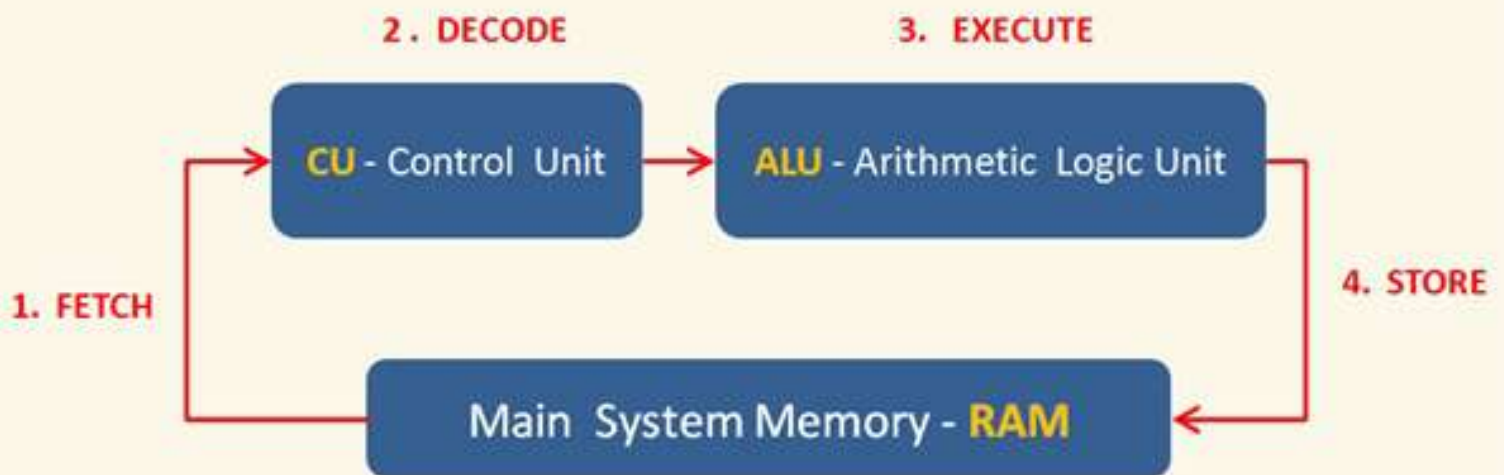 2 . DECODE
3. EXECUTE
CU - Control Unit
ALU - Arithmetic Logic Unit
1. FETCH
4. STORE
Main System Memory - RAM